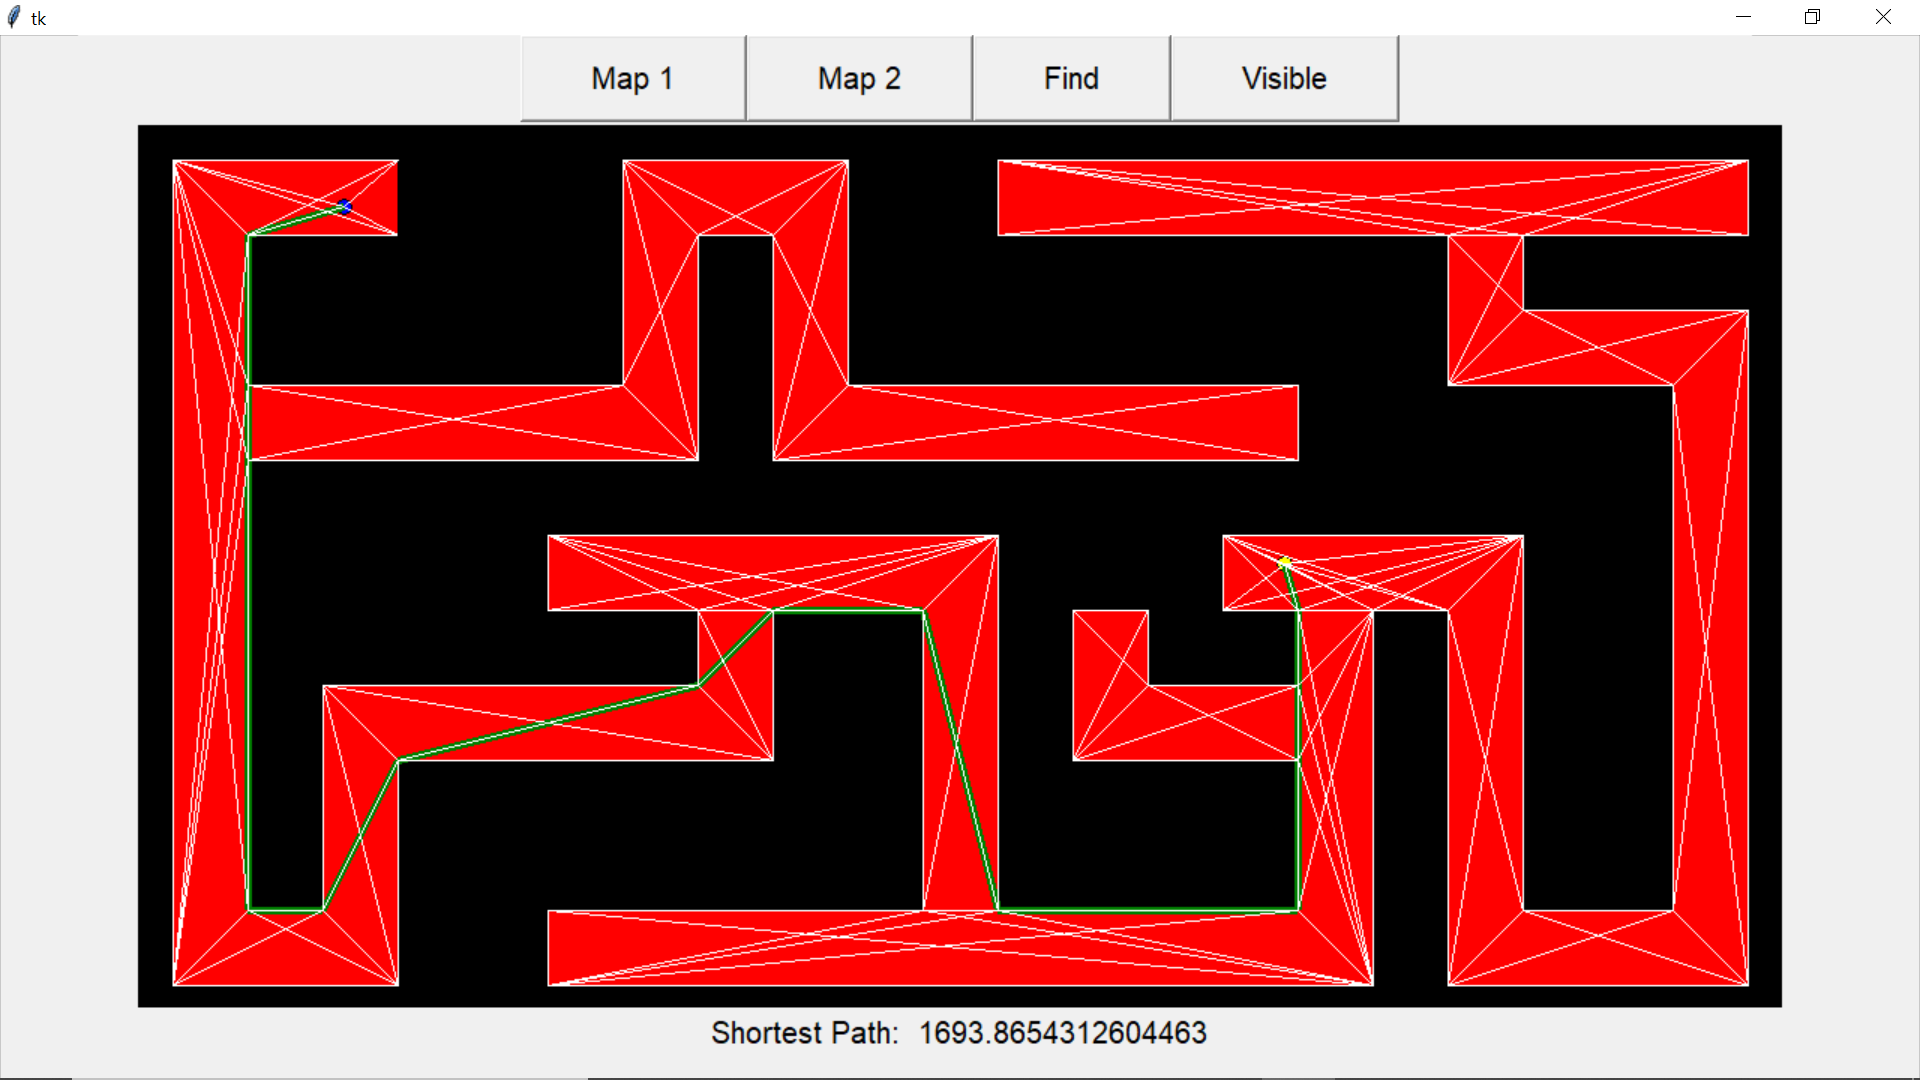 tk
Map 1 Map 2 Find Visible
Shortest Path: 1693.8654312604463